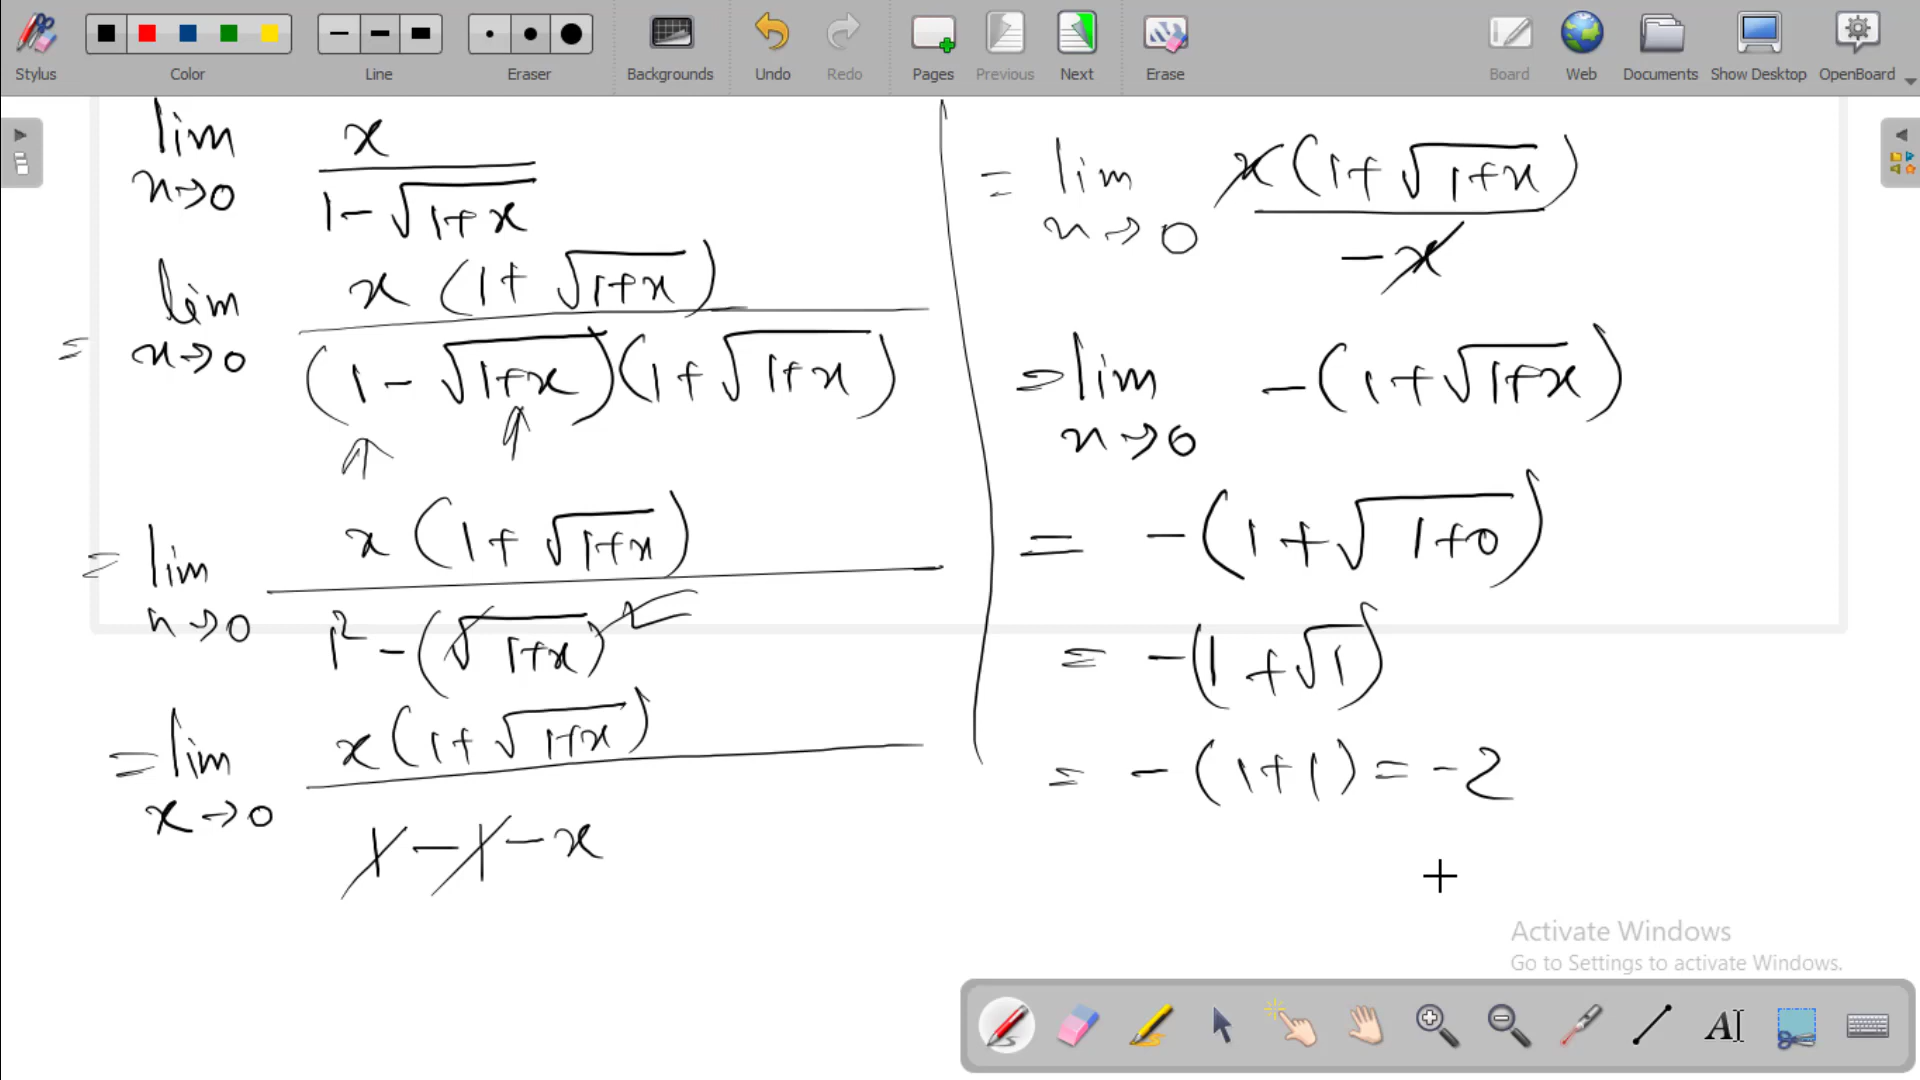 Stylus Color Line Eraser Backgrounds Undo Redo Pages Previous Next Erase Board Web Documents Show Desktop OpenBoard
lim x→0 x / (1 - √(1+x))
= lim x→0 x (1 + √(1+x)) / (1 - √(1+x))(1 + √(1+x))
= lim x→0 x (1 + √(1+x)) / 1² - (√(1+x))²
= lim x→0 x (1 + √(1+x)) / 1 - 1 - x
= lim x→0 x (1 + √(1+x)) / -x
= lim x→0 -(1 + √(1+x))
= -(1 + √(1+0))
= -(1 + √1)
= -(1+1) = -2
Activate Windows
Go to Settings to activate Windows.